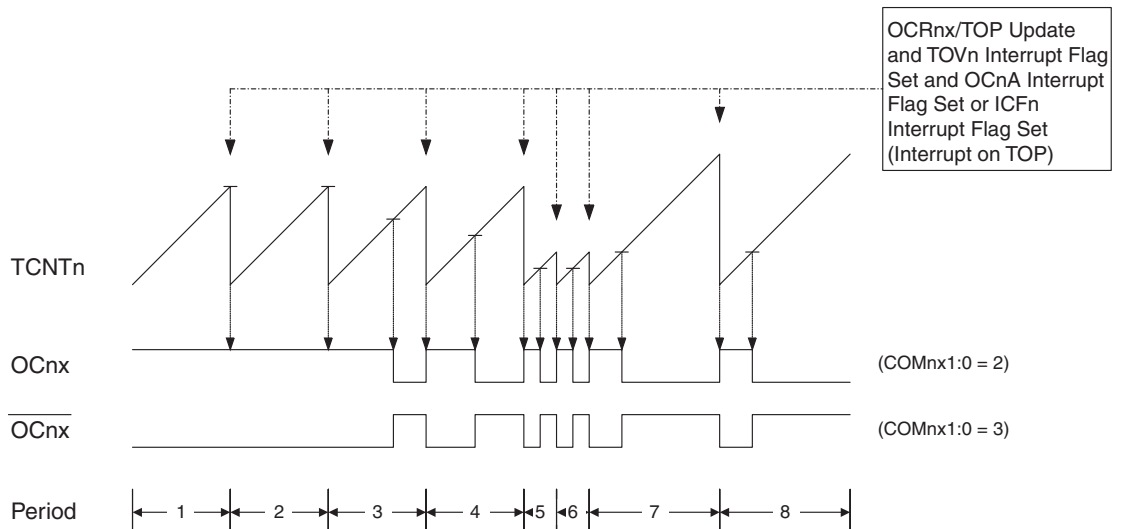 OCRnx/TOP Update
and TOVn Interrupt Flag
Set and OCnA Interrupt
Flag Set or ICFn
Interrupt Flag Set
(Interrupt on TOP)
TCNTn
OCnx
(COMnx1:0 = 2)
OCnx
(COMnx1:0 = 3)
Period 1 2 3 4 5 6 7 8